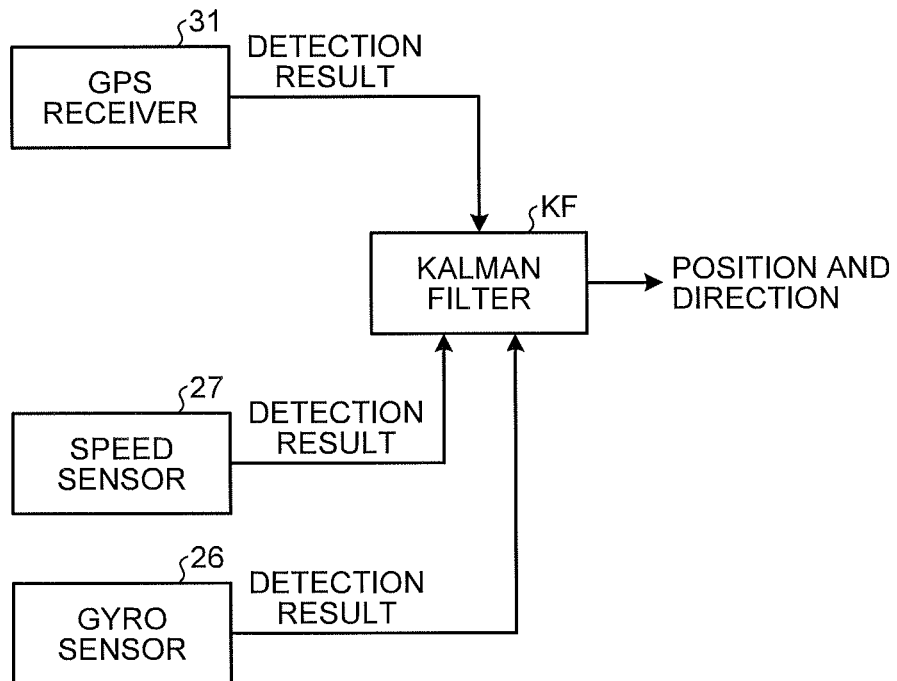 31
GPS
RECEIVER
DETECTION
RESULT
KF
KALMAN
FILTER
POSITION AND
DIRECTION
27
SPEED
SENSOR
DETECTION
RESULT
26
GYRO
SENSOR
DETECTION
RESULT